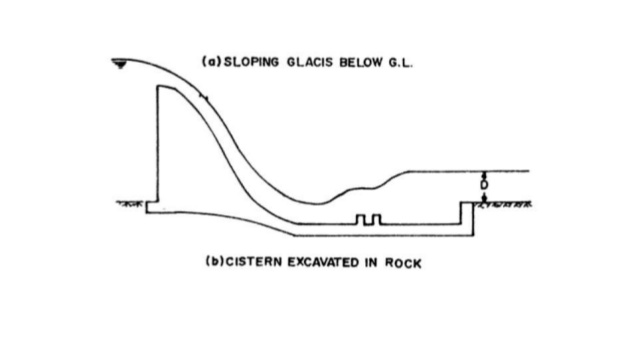 (a) SLOPING GLACIS BELOW G.L.
D
(b) CISTERN EXCAVATED IN ROCK